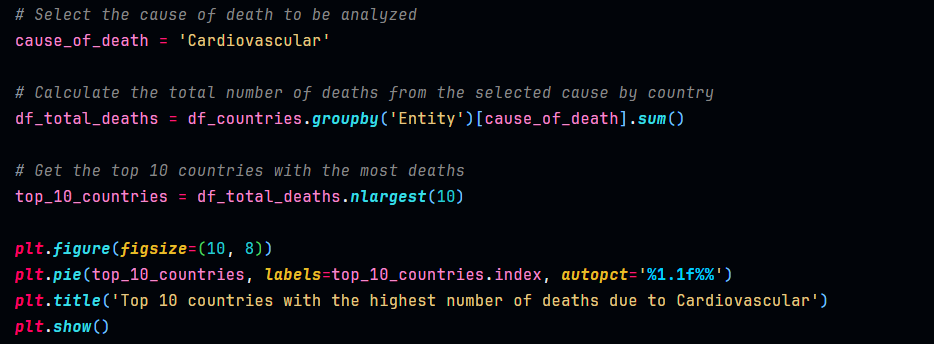 # Select the cause of death to be analyzed
cause_of_death = 'Cardiovascular'
# Calculate the total number of deaths from the selected cause by country
df_total_deaths = df_countries.groupby('Entity')[cause_of_death].sum()
# Get the top 10 countries with the most deaths
top_10_countries = df_total_deaths.nlargest(10)
plt.figure(figsize=(10, 8))
plt.pie(top_10_countries, labels=top_10_countries.index, autopct='%1.1f%%')
plt.title('Top 10 countries with the highest number of deaths due to Cardiovascular')
plt.show()